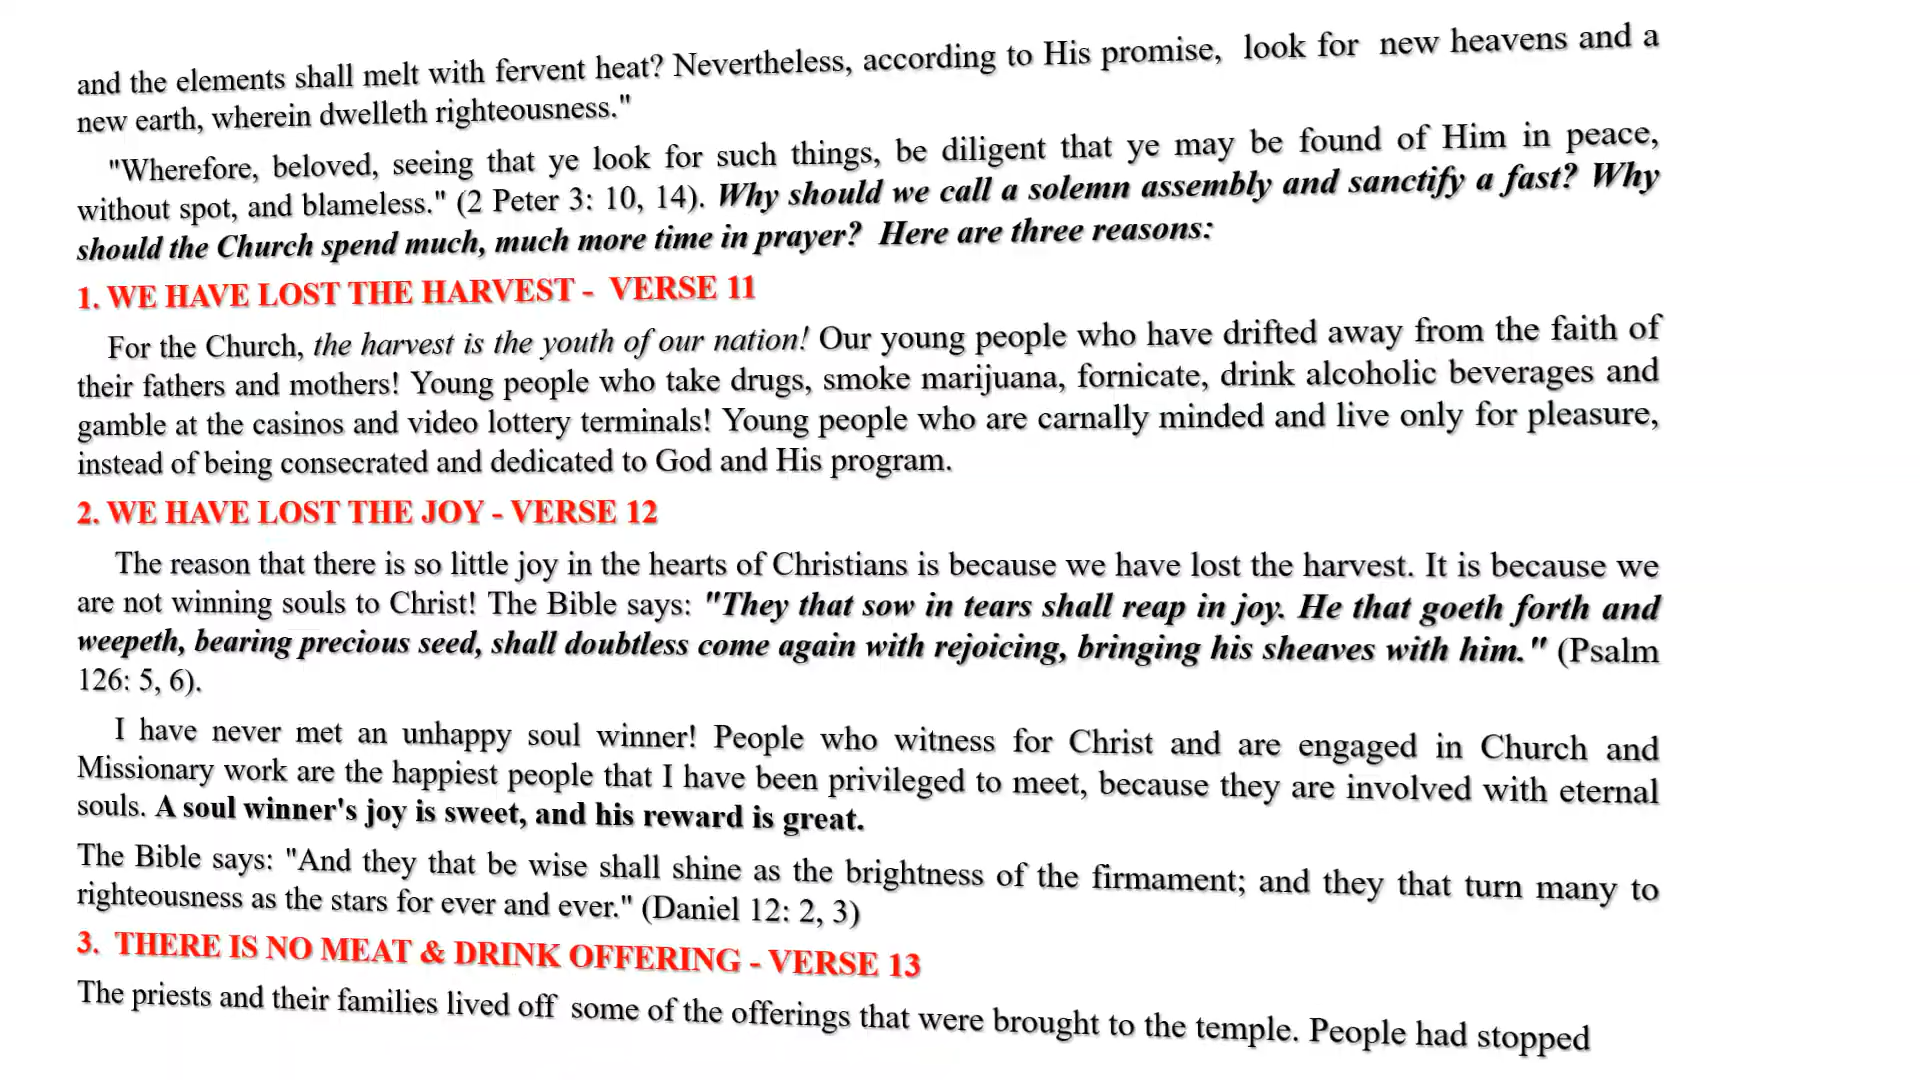 and the elements shall melt with fervent heat? Nevertheless, according to His promise, look for new heavens and a
new earth, wherein dwelleth righteousness."
"Wherefore, beloved, seeing that ye look for such things, be diligent that ye may be found of Him in peace,
without spot, and blameless." (2 Peter 3: 10, 14). Why should we call a solemn assembly and sanctify a fast? Why
should the Church spend much, much more time in prayer? Here are three reasons:
1. WE HAVE LOST THE HARVEST - VERSE 11
For the Church, the harvest is the youth of our nation! Our young people who have drifted away from the faith of
their fathers and mothers! Young people who take drugs, smoke marijuana, fornicate, drink alcoholic beverages and
gamble at the casinos and video lottery terminals! Young people who are carnally minded and live only for pleasure,
instead of being consecrated and dedicated to God and His program.
2. WE HAVE LOST THE JOY - VERSE 12
The reason that there is so little joy in the hearts of Christians is because we have lost the harvest. It is because we
are not winning souls to Christ! The Bible says: "They that sow in tears shall reap in joy. He that goeth forth and
weepeth, bearing precious seed, shall doubtless come again with rejoicing, bringing his sheaves with him." (Psalm
126: 5, 6).
I have never met an unhappy soul winner! People who witness for Christ and are engaged in Church and
Missionary work are the happiest people that I have been privileged to meet, because they are involved with eternal
souls. A soul winner's joy is sweet, and his reward is great.
The Bible says: "And they that be wise shall shine as the brightness of the firmament; and they that turn many to
righteousness as the stars for ever and ever." (Daniel 12: 2, 3)
3. THERE IS NO MEAT & DRINK OFFERING - VERSE 13
The priests and their families lived off some of the offerings that were brought to the temple. People had stopped